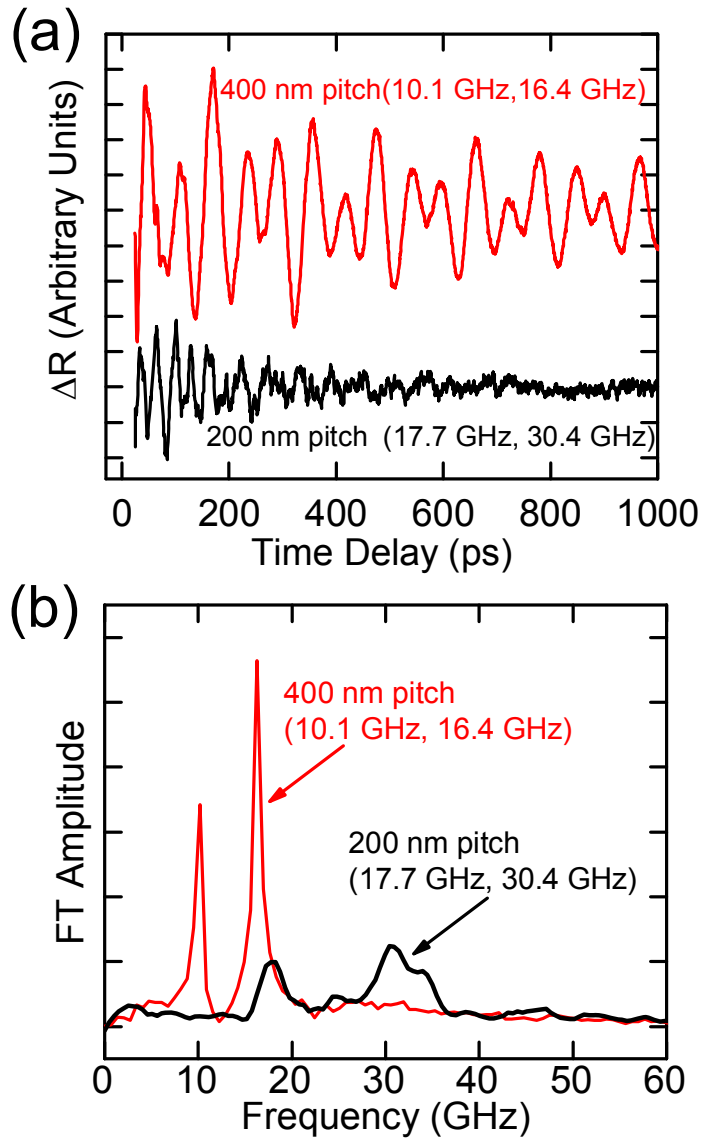 (a)
400 nm pitch(10.1 GHz,16.4 GHz)
ΔR (Arbitrary Units)
200 nm pitch (17.7 GHz, 30.4 GHz)
0 200 400 600 800 1000
Time Delay (ps)
(b)
400 nm pitch
(10.1 GHz, 16.4 GHz)
FT Amplitude
200 nm pitch
(17.7 GHz, 30.4 GHz)
0 10 20 30 40 50 60
Frequency (GHz)